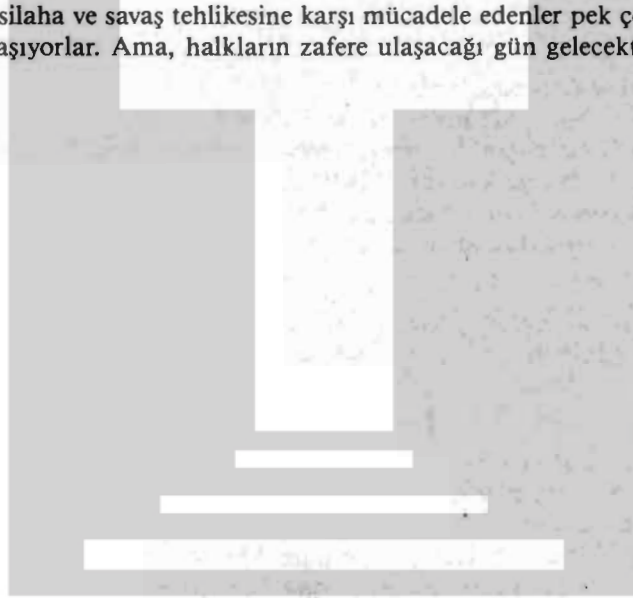 silaha ve savaş tehlikesine karşı mücadele edenler pek ç
aşıyorlar. Ama, halkların zafere ulaşacağı gün gelecekt